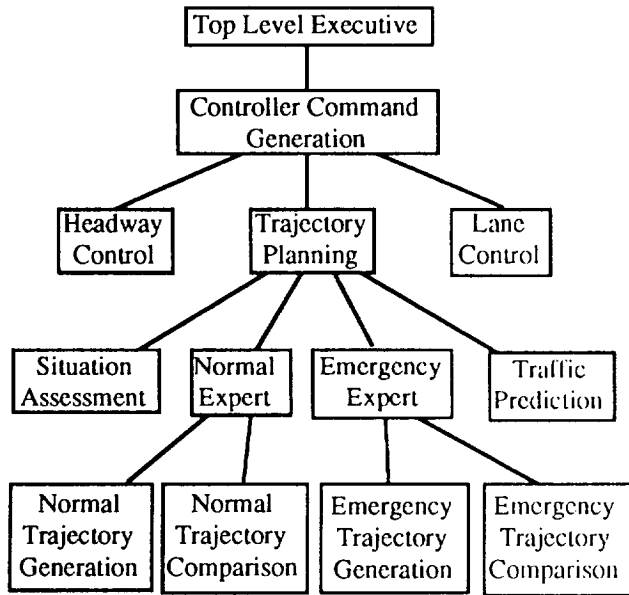 Top Level Executive
Controller Command
Generation
Headway
Control
Trajectory
Planning
Lane
Control
Situation
Assessment
Normal
Expert
Emergency
Expert
Traffic
Prediction
Normal
Trajectory
Generation
Normal
Trajectory
Comparison
Emergency
Trajectory
Generation
Emergency
Trajectory
Comparison